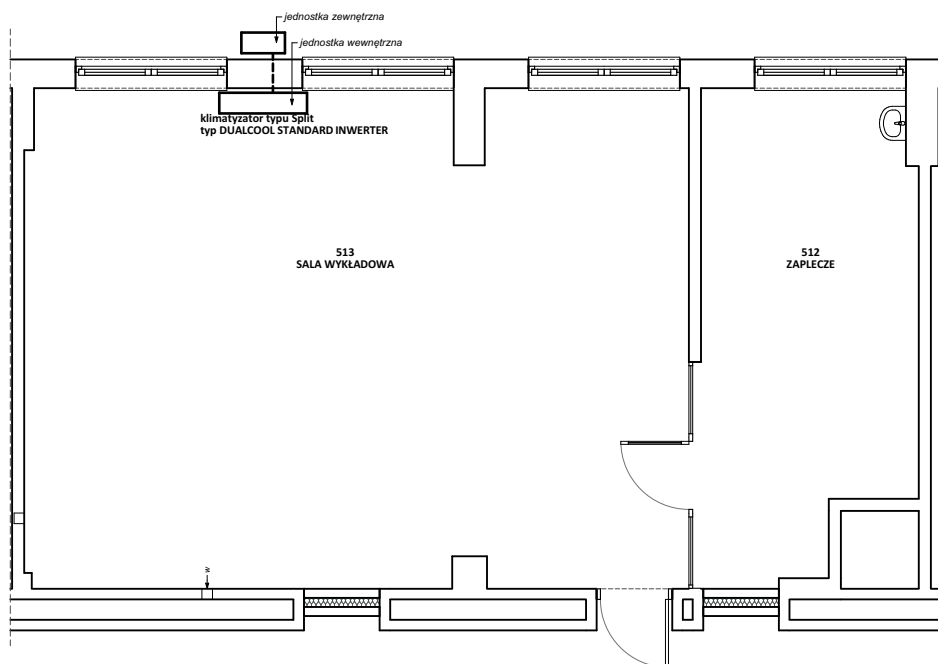 jednostka zewnętrzna
jednostka wewnętrzna
klimatyzator typu Split
typ DUALCOOL STANDARD INWERTER
513
SALA WYKŁADOWA
512
ZAPLECZE
w